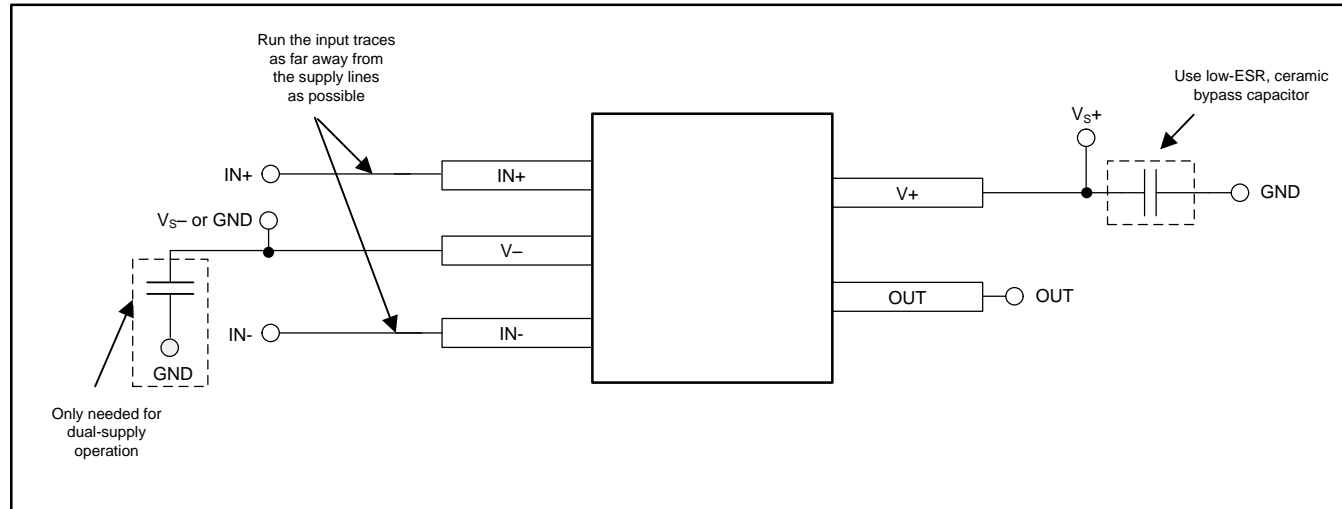 Run the input traces
as far away from
the supply lines
as possible
Use low-ESR, ceramic
bypass capacitor
VS+
IN+
IN+
V+
GND
VS– or GND
V–
OUT
OUT
IN-
IN-
GND
Only needed for
dual-supply
operation